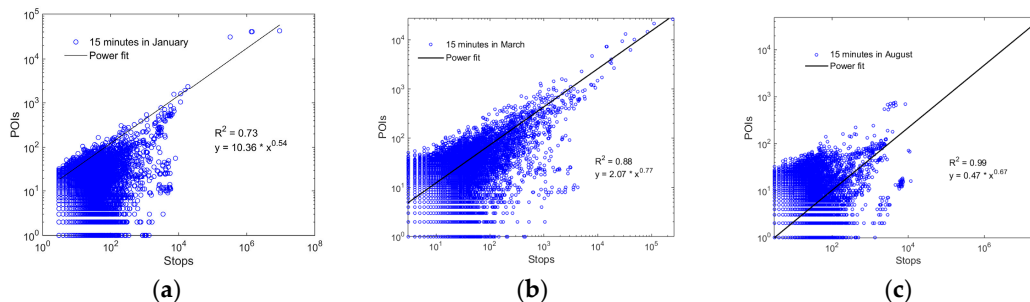 10^5
10^4
10^3
10^2
10^1
10^0
POIs
15 minutes in January
Power fit
R^2 = 0.73
y = 10.36 * x^0.54
10^0
10^2
10^4
10^6
10^8
Stops
(a)
10^4
10^3
10^2
10^1
10^0
POIs
15 minutes in March
Power fit
R^2 = 0.88
y = 2.07 * x^0.77
10^1
10^2
10^3
10^4
10^5
Stops
(b)
10^4
10^3
10^2
10^1
10^0
POIs
15 minutes in August
Power fit
R^2 = 0.99
y = 0.47 * x^0.67
10^2
10^4
10^6
Stops
(c)